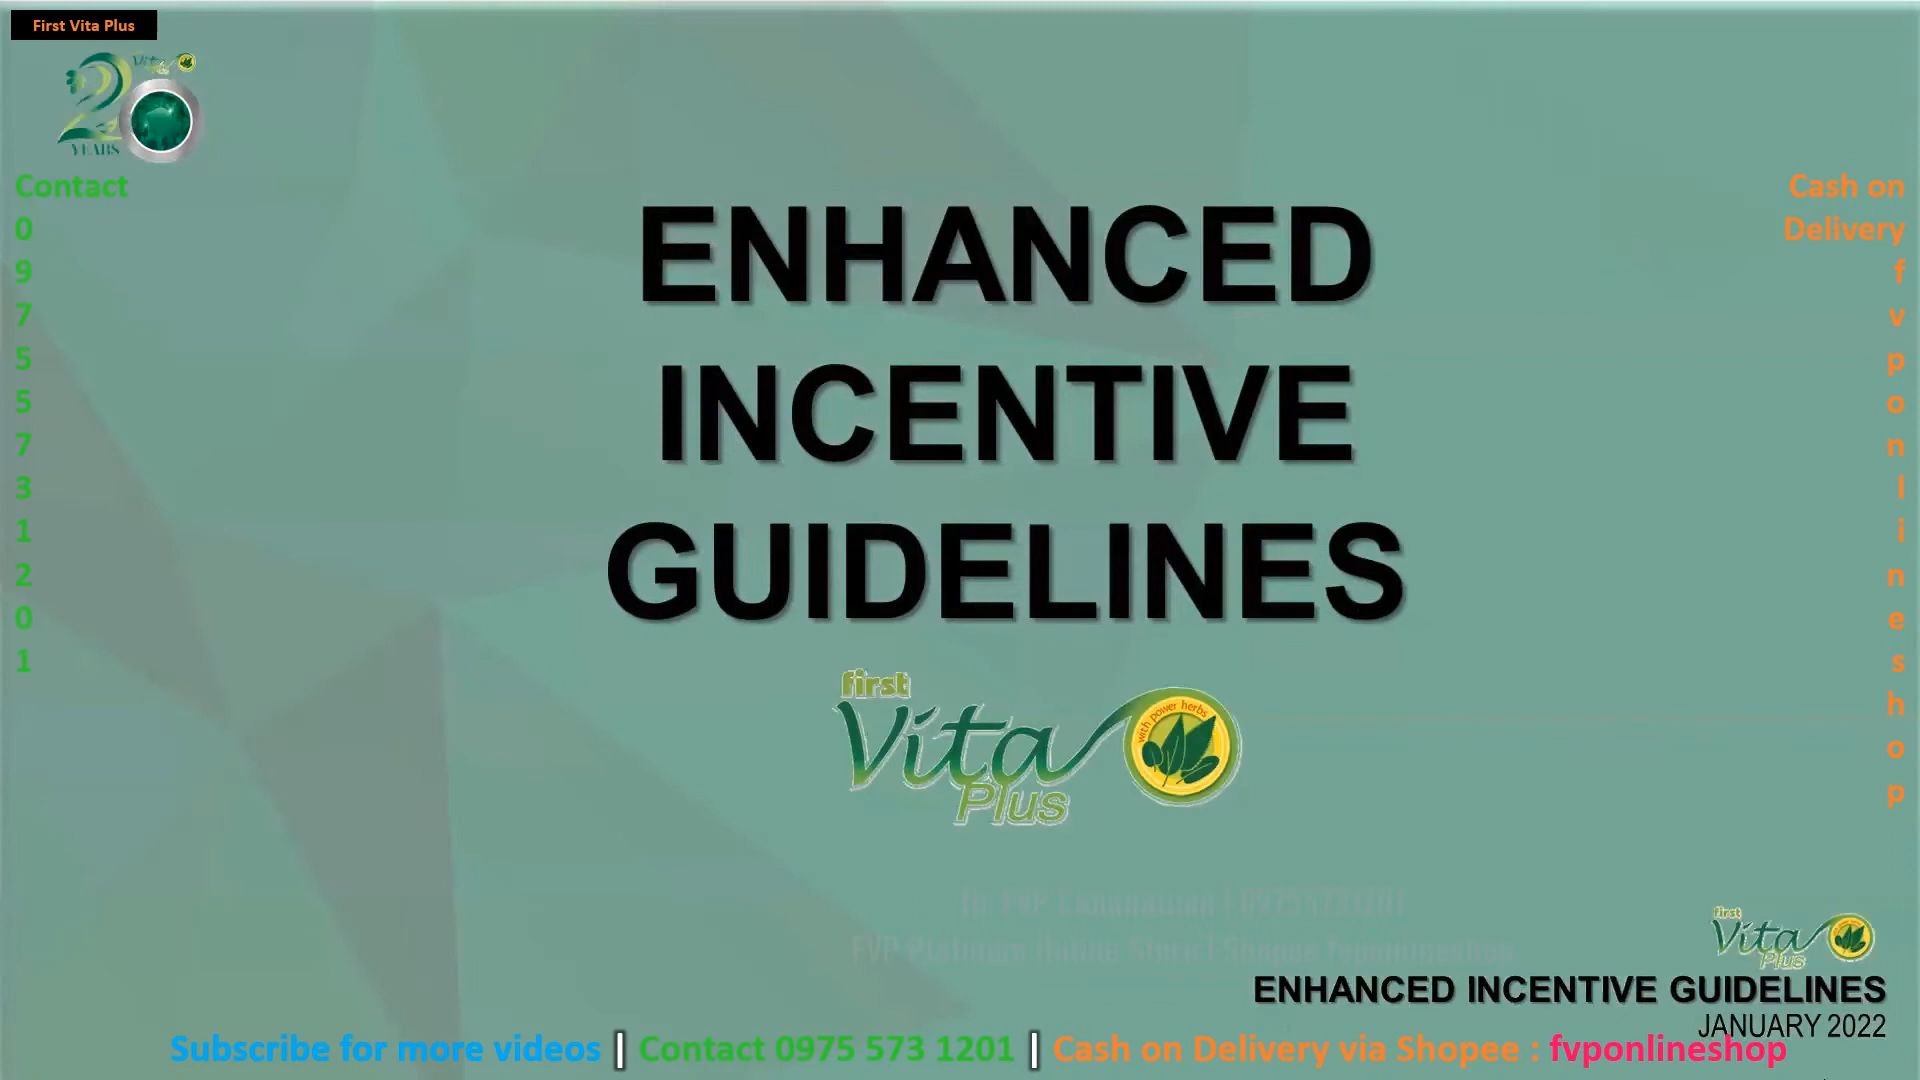 First Vita Plus
20
YEARS
Contact
0
9
7
5
5
7
3
1
2
0
1
Cash on
Delivery
f
v
p
o
n
l
i
n
e
s
h
o
p
ENHANCED
INCENTIVE
GUIDELINES
first
Vita
Plus
with power herbs
first
Vita
Plus
ENHANCED INCENTIVE GUIDELINES
JANUARY 2022
Subscribe for more videos | Contact 0975 573 1201 | Cash on Delivery via Shopee : fvponlineshop